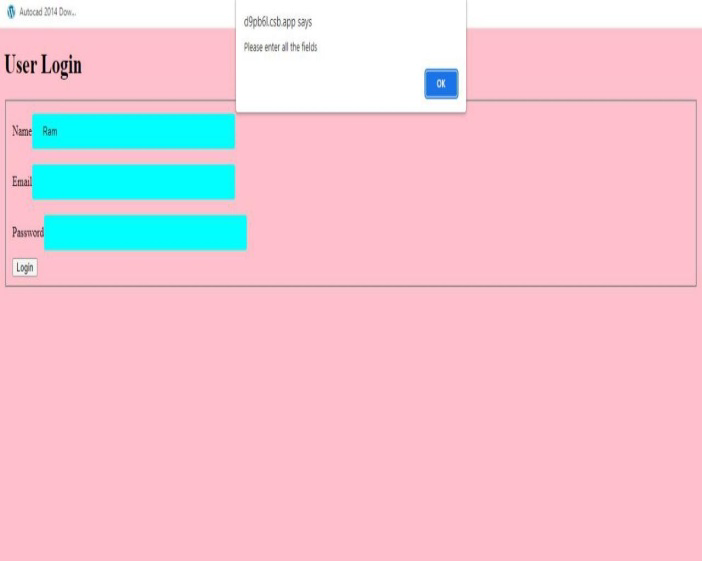 Autocad 2014 Dow...
d9pb6l.csb.app says
Please enter all the fields
OK
User Login
Name Ram
Email
Password
Login